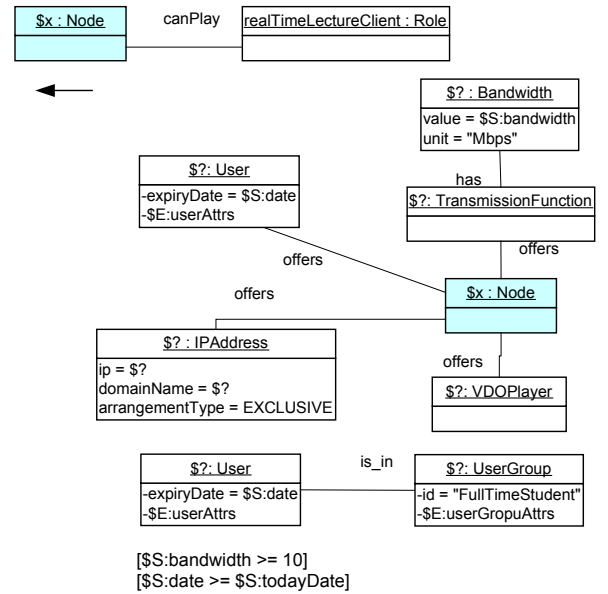 $x : Node
canPlay
realTimeLectureClient : Role
$? : Bandwidth
value = $S:bandwidth
unit = "Mbps"
$?: User
-expiryDate = $S:date
-$E:userAttrs
has
$?: TransmissionFunction
offers
offers
$x : Node
offers
$? : IPAddress
ip = $?
domainName = $?
arrangementType = EXCLUSIVE
offers
$?: VDOPlayer
$?: User
-expiryDate = $S:date
-$E:userAttrs
is_in
$?: UserGroup
-id = "FullTimeStudent"
-$E:userGropuAttrs
[$S:bandwidth >= 10]
[$S:date >= $S:todayDate]